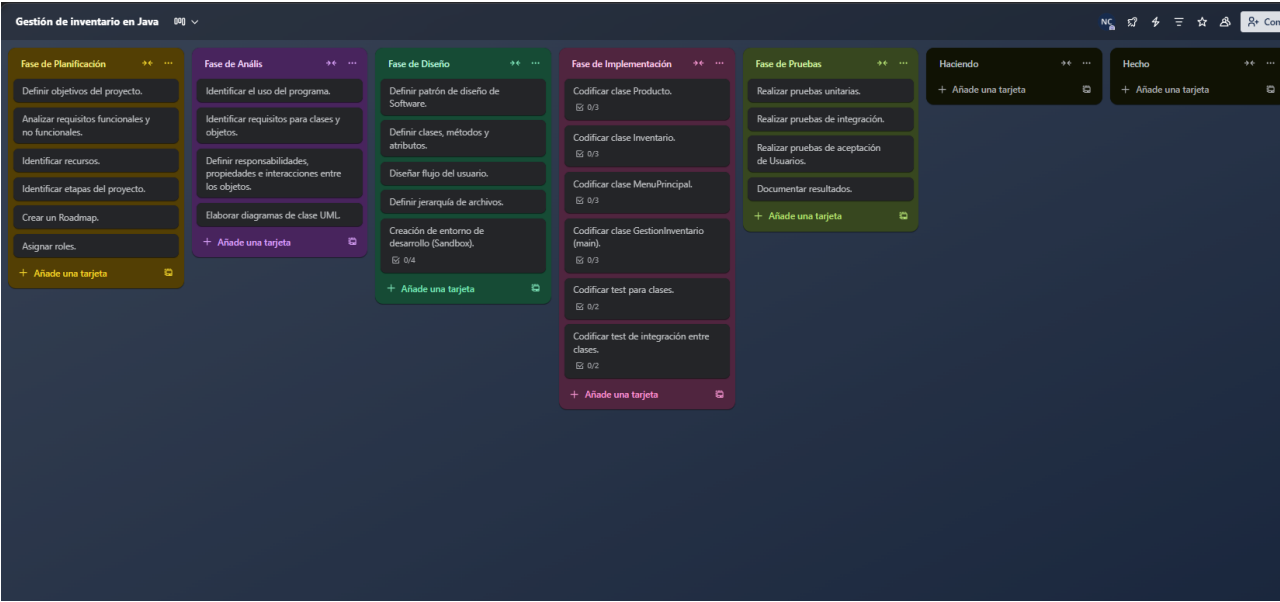 Gestión de inventario en Java
NC
Com
Fase de Planificación
Definir objetivos del proyecto.
Analizar requisitos funcionales y
no funcionales.
Identificar recursos.
Identificar etapas del proyecto.
Crear un Roadmap.
Asignar roles.
+ Añade una tarjeta
Fase de Anális
Identificar el uso del programa.
Identificar requisitos para clases y
objetos.
Definir responsabilidades,
propiedades e interacciones entre
los objetos.
Elaborar diagramas de clase UML.
+ Añade una tarjeta
Fase de Diseño
Definir patrón de diseño de
Software.
Definir clases, métodos y
atributos.
Diseñar flujo del usuario.
Definir jerarquía de archivos.
Creación de entorno de
desarrollo (Sandbox).
0/4
+ Añade una tarjeta
Fase de Implementación
Codificar clase Producto.
0/3
Codificar clase Inventario.
0/3
Codificar clase MenuPrincipal.
0/3
Codificar clase GestionInventario
(main).
0/3
Codificar test para clases.
0/2
Codificar test de integración entre
clases.
0/2
+ Añade una tarjeta
Fase de Pruebas
Realizar pruebas unitarias.
Realizar pruebas de integración.
Realizar pruebas de aceptación
de Usuarios.
Documentar resultados.
+ Añade una tarjeta
Haciendo
+ Añade una tarjeta
Hecho
+ Añade una tarjeta